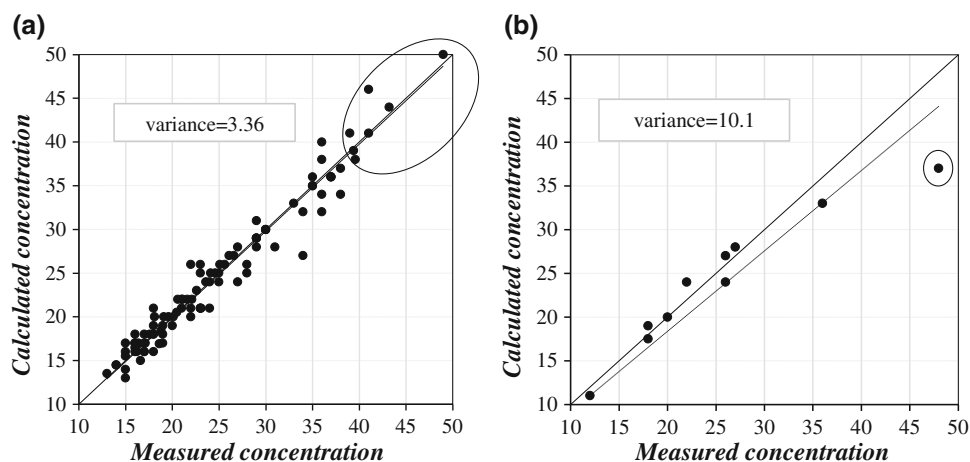 (a)
50
45
40
35
30
25
20
15
10
Calculated concentration
variance=3.36
10 15 20 25 30 35 40 45 50
Measured concentration
(b)
50
45
40
35
30
25
20
15
10
Calculated concentration
variance=10.1
10 15 20 25 30 35 40 45 50
Measured concentration